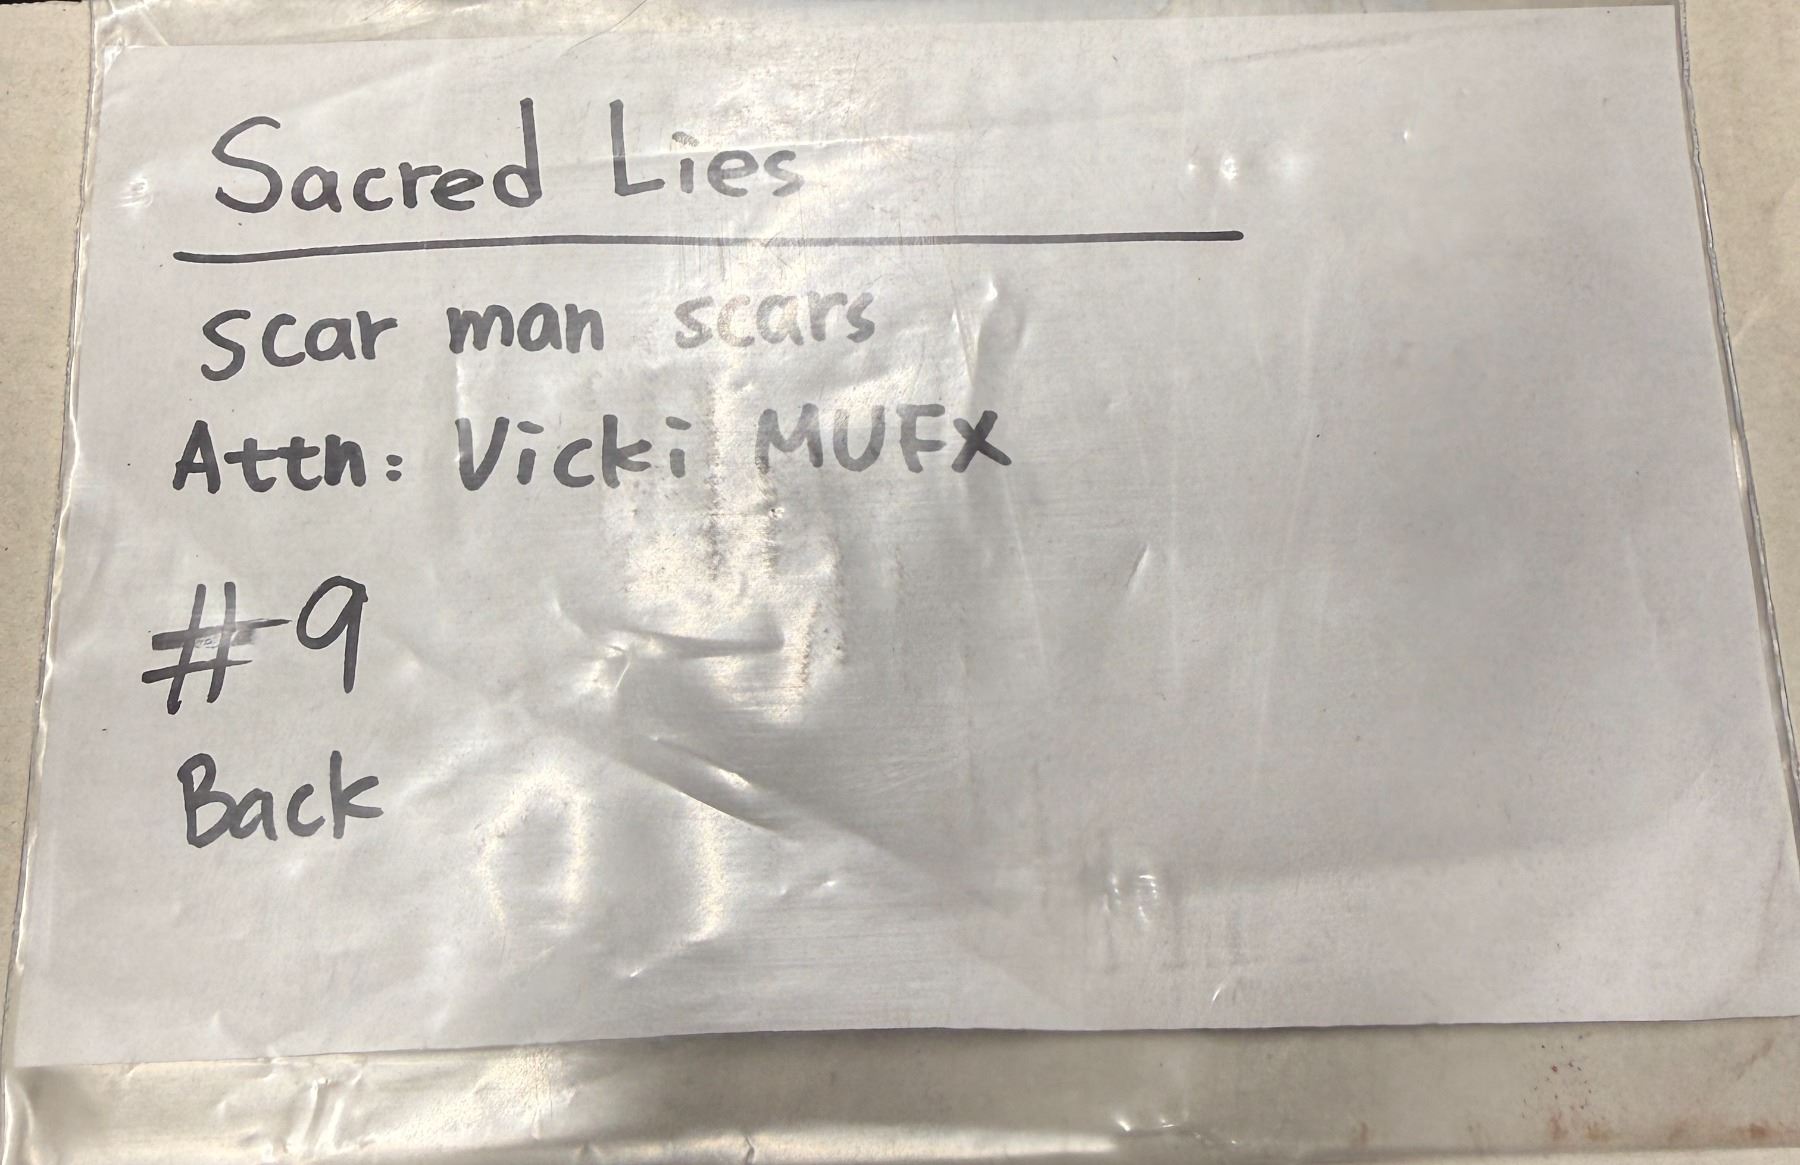 Sacred Lies
scar man scars
Attn: Vicki MUFX
#9
Back